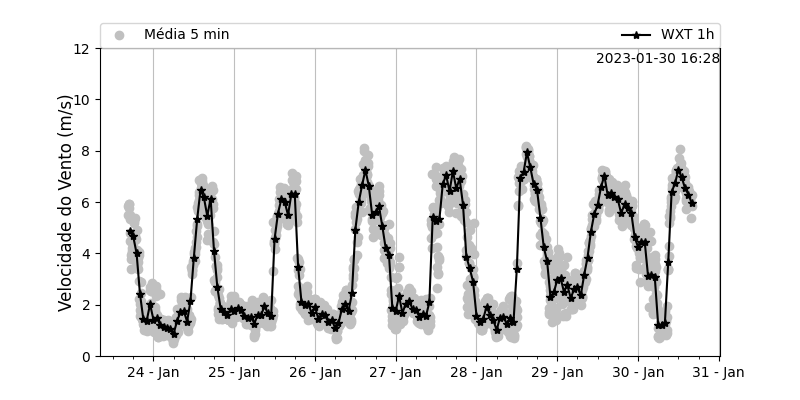 Média 5 min
WXT 1h
2023-01-30 16:28
Velocidade do Vento (m/s)
12
10
8
6
4
2
0
24 - Jan
25 - Jan
26 - Jan
27 - Jan
28 - Jan
29 - Jan
30 - Jan
31 - Jan